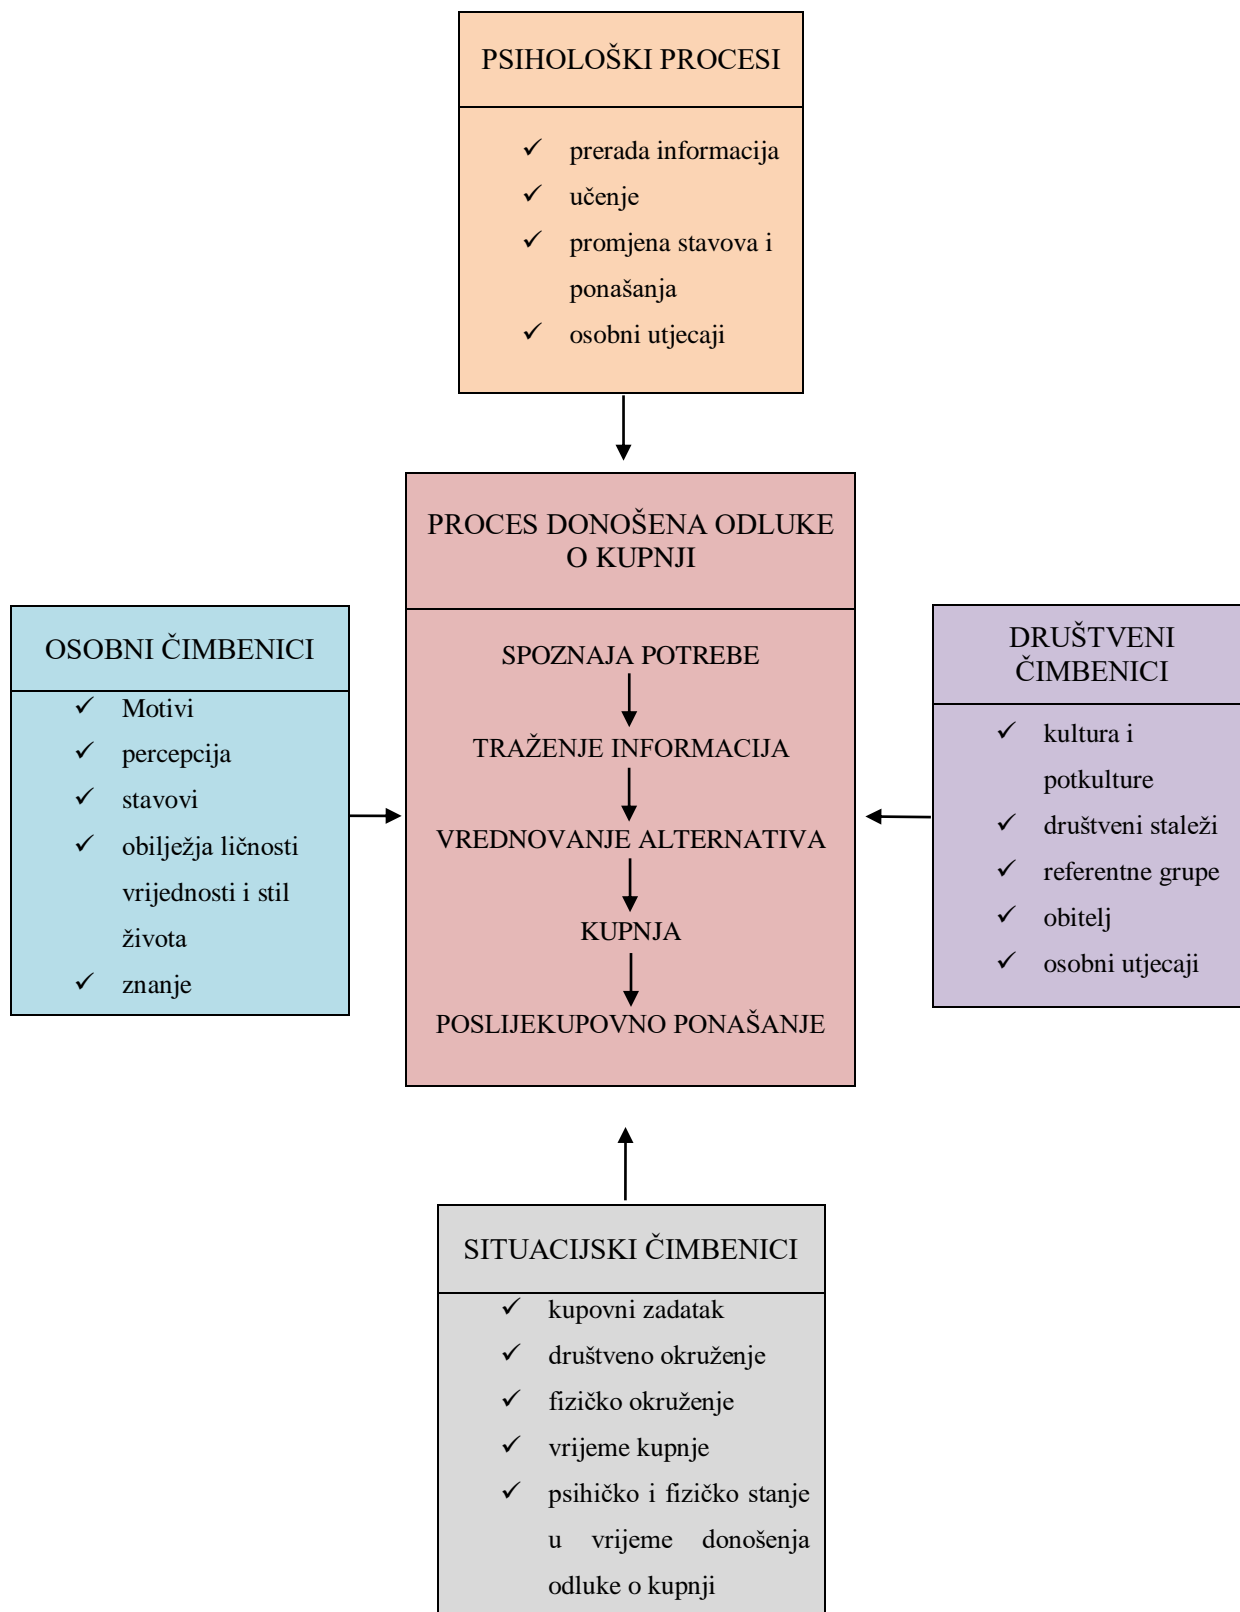 PSIHOLOŠKI PROCESI
✓ prerada informacija
✓ učenje
✓ promjena stavova i
ponašanja
✓ osobni utjecaji
PROCES DONOŠENA ODLUKE
O KUPNJI
SPOZNAJA POTREBE
TRAŽENJE INFORMACIJA
VREDNOVANJE ALTERNATIVA
KUPNJA
POSLIJEKUPOVNO PONAŠANJE
OSOBNI ČIMBENICI
✓ Motivi
✓ percepcija
✓ stavovi
✓ obilježja ličnosti
vrijednosti i stil
života
✓ znanje
DRUŠTVENI
ČIMBENICI
✓ kultura i
potkulture
✓ društveni staleži
✓ referentne grupe
✓ obitelj
✓ osobni utjecaji
SITUACIJSKI ČIMBENICI
✓ kupovni zadatak
✓ društveno okruženje
✓ fizičko okruženje
✓ vrijeme kupnje
✓ psihičko i fizičko stanje
u vrijeme donošenja
odluke o kupnji